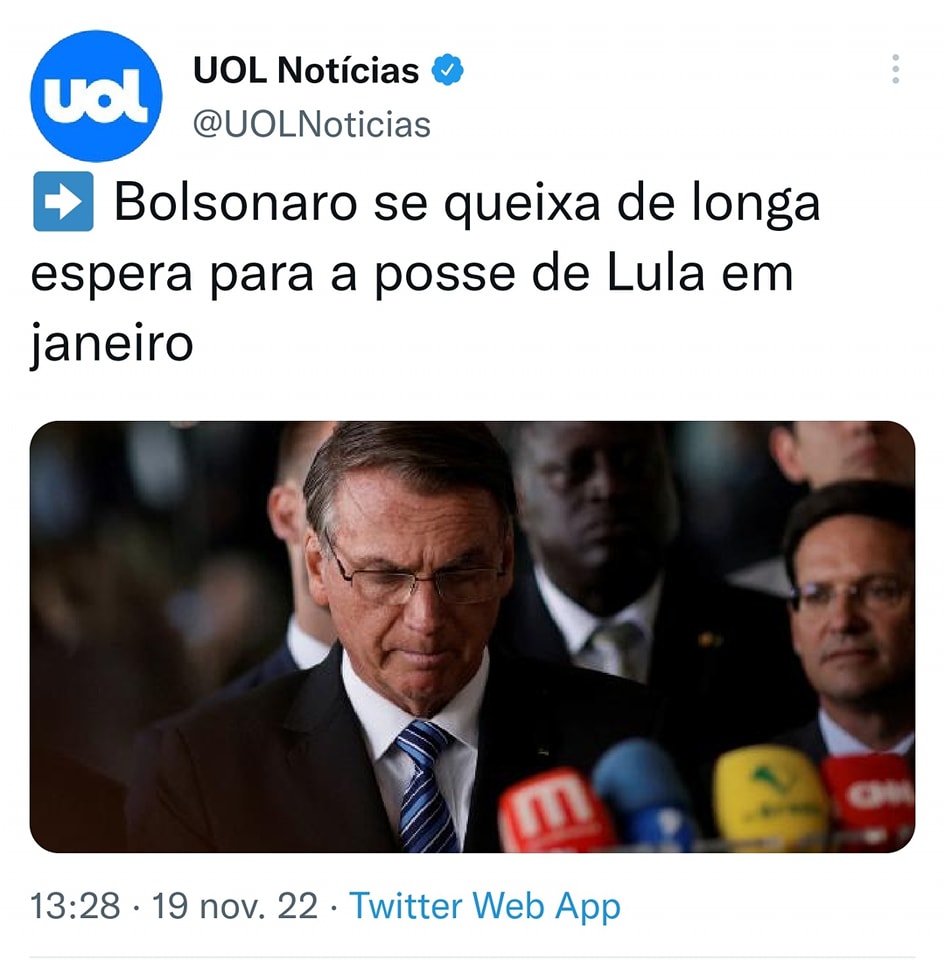 uol
UOL Notícias
@UOLNoticias
➡️ Bolsonaro se queixa de longa
espera para a posse de Lula em
janeiro
m
CNN
13:28 · 19 nov. 22 · Twitter Web App